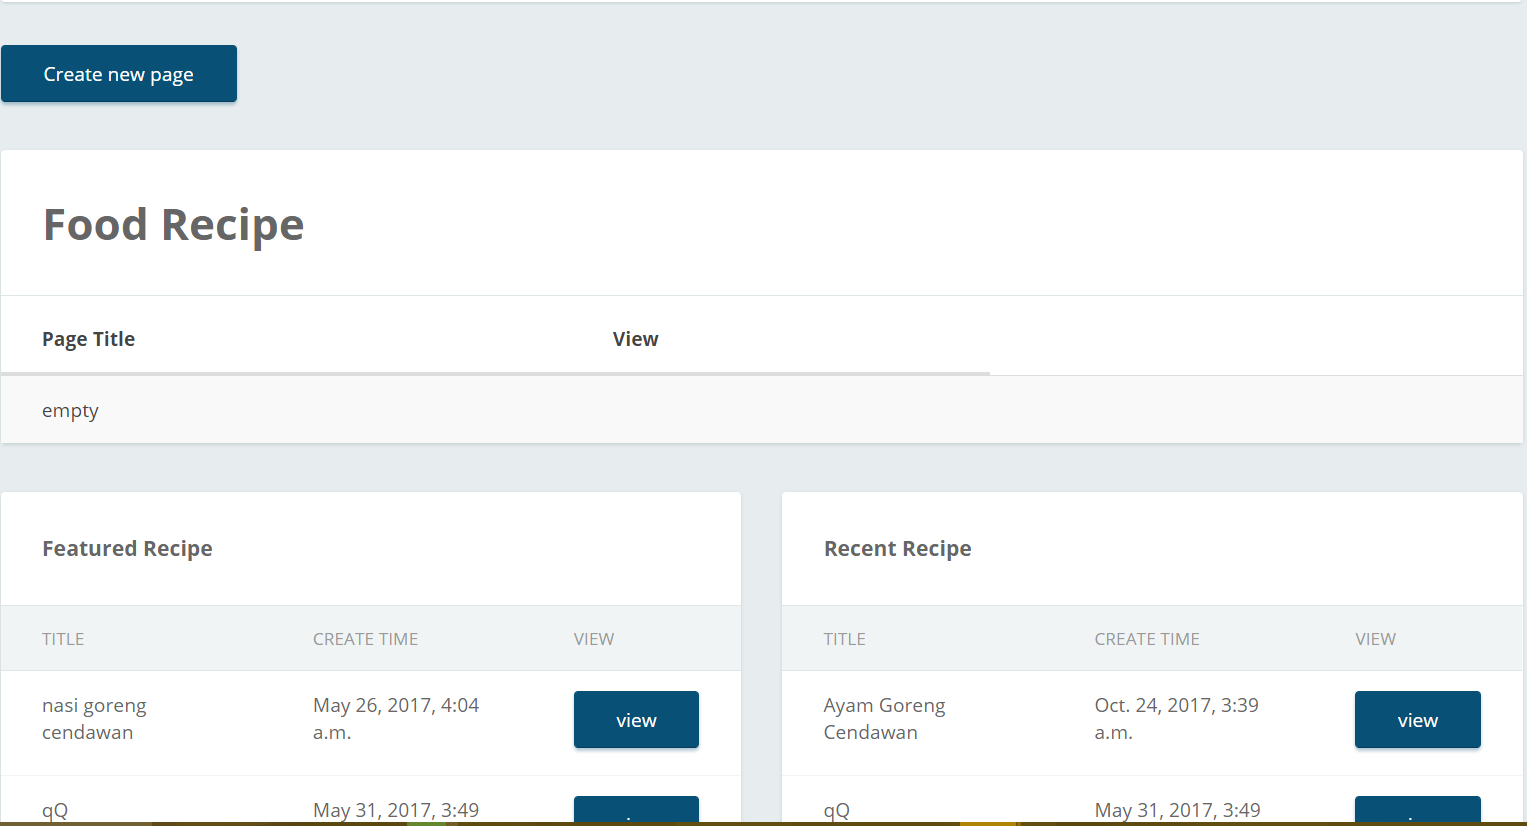 Create new page
Food Recipe
Page Title View
empty
Featured Recipe
TITLE CREATE TIME VIEW
nasi goreng May 26, 2017, 4:04 view
cendawan a.m.
qQ May 31, 2017, 3:49
Recent Recipe
TITLE CREATE TIME VIEW
Ayam Goreng Oct. 24, 2017, 3:39 view
Cendawan a.m.
qQ May 31, 2017, 3:49